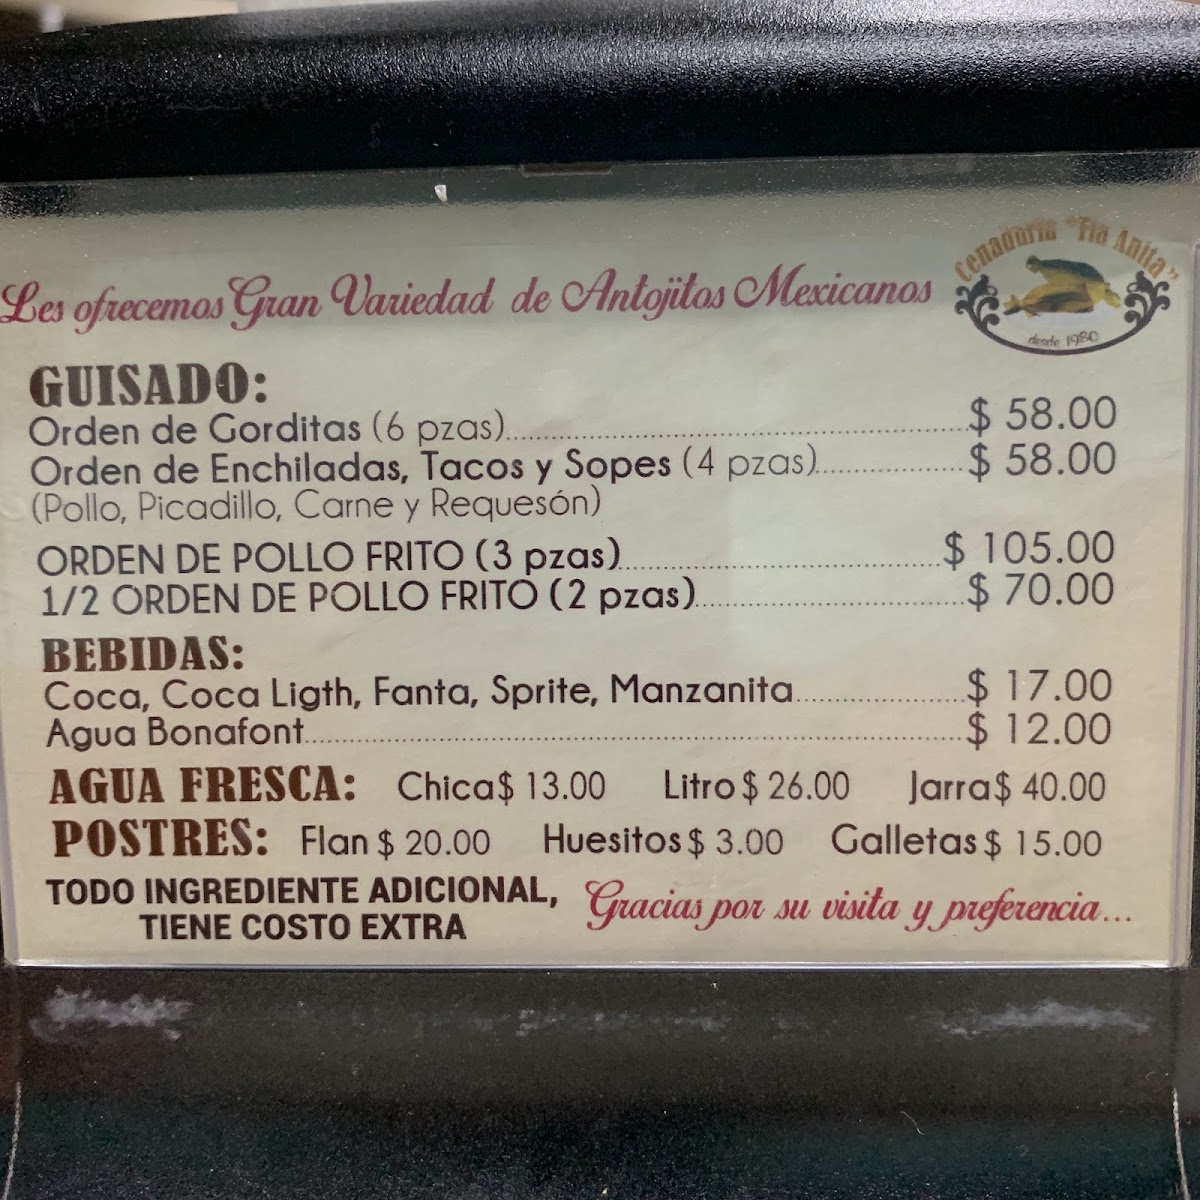 Cenaduria "Tia Anita"
desde 1980
Les ofrecemos Gran Variedad de Antojitos Mexicanos
GUISADO:
Orden de Gorditas (6 pzas)..........$ 58.00
Orden de Enchiladas, Tacos y Sopes (4 pzas)..........$ 58.00
(Pollo, Picadillo, Carne y Requesón)
ORDEN DE POLLO FRITO (3 pzas)..........$ 105.00
1/2 ORDEN DE POLLO FRITO (2 pzas)..........$ 70.00
BEBIDAS:
Coca, Coca Ligth, Fanta, Sprite, Manzanita..........$ 17.00
Agua Bonafont..........$ 12.00
AGUA FRESCA: Chica$ 13.00 Litro $ 26.00 Jarra$ 40.00
POSTRES: Flan $ 20.00 Huesitos $ 3.00 Galletas $ 15.00
TODO INGREDIENTE ADICIONAL,
TIENE COSTO EXTRA
Gracias por su visita y preferencia...